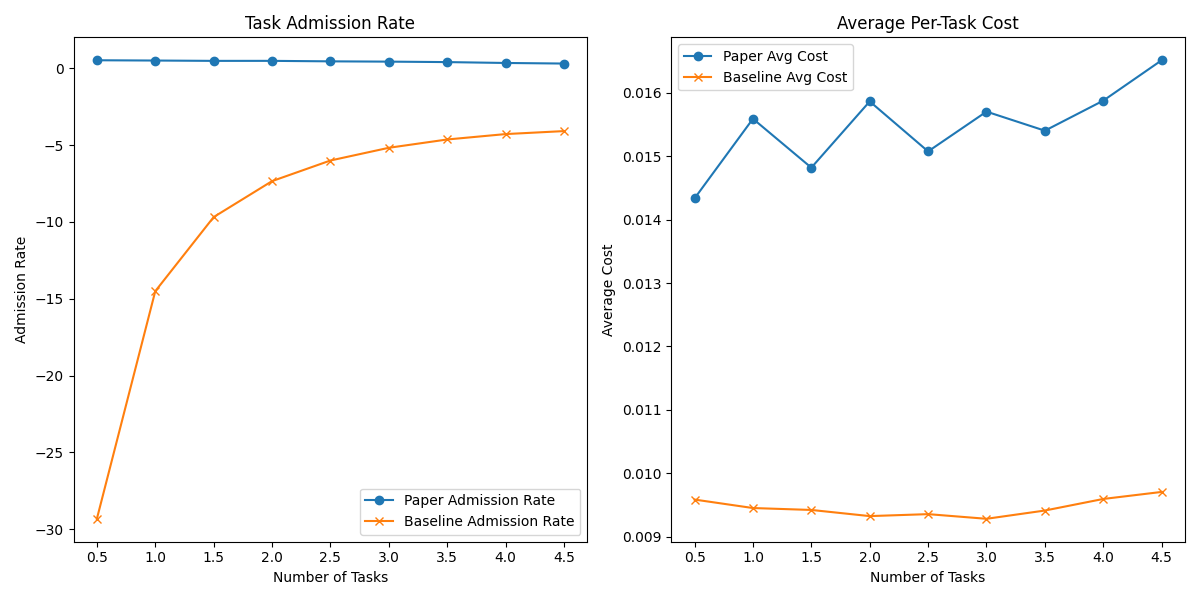 Task Admission Rate
Admission Rate
0
−5
−10
−15
−20
−25
−30
Paper Admission Rate
Baseline Admission Rate
0.5 1.0 1.5 2.0 2.5 3.0 3.5 4.0 4.5
Number of Tasks
Average Per-Task Cost
Paper Avg Cost
Baseline Avg Cost
Average Cost
0.016
0.015
0.014
0.013
0.012
0.011
0.010
0.009
0.5 1.0 1.5 2.0 2.5 3.0 3.5 4.0 4.5
Number of Tasks